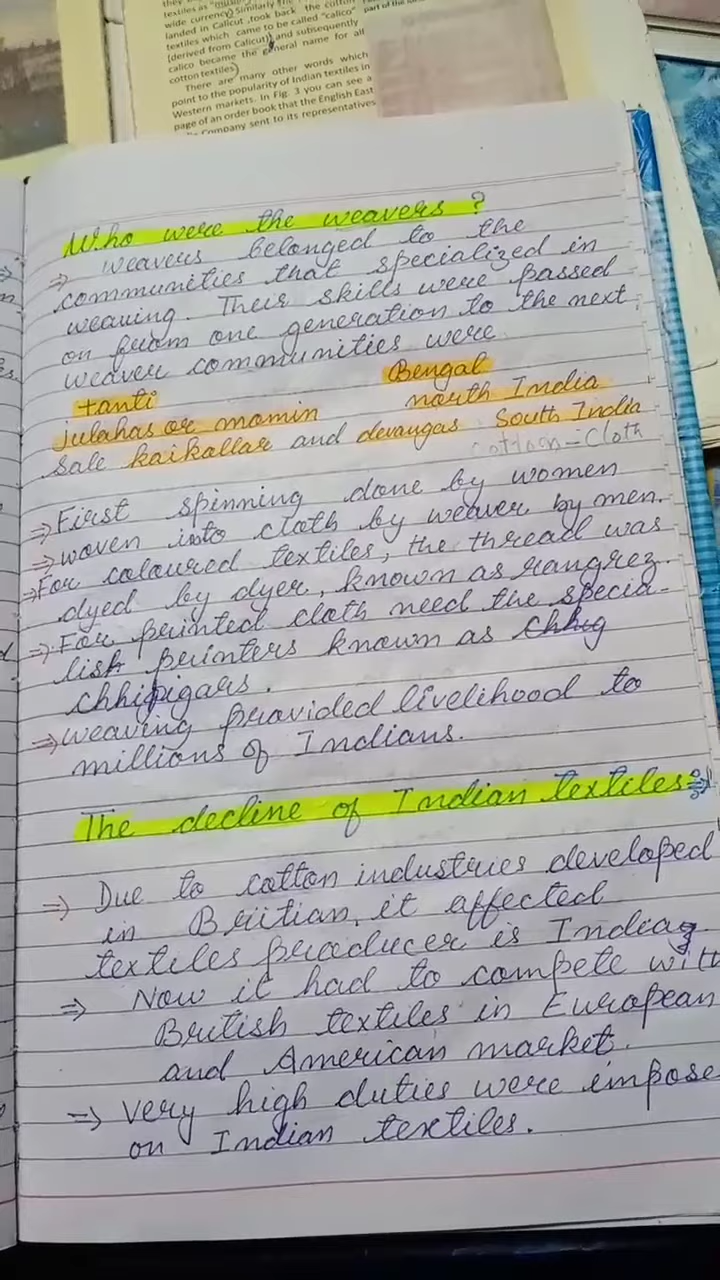 textiles as
wide currency. Similarly
landed in Calicut, took back the cotton
textiles which came to be called "calico" part of the
(derived from Calicut), and subsequently
calico became the general name for all
cotton textiles.
There are many other words which
point to the popularity of Indian textiles in
Western markets. In Fig. 3 you can see a
page of an order book that the English East
Company sent to its representatives
Who were the weavers ?
⇒ weavers belonged to the
communities that specialized in
weaving. Their skills were passed
on from one generation to the next,
weaver communities were
tanti Bengal
julahas or momin north India
sale kaikallar and devangas South India
cottoon = Cloth
⇒ First spinning done by women
⇒ woven into cloth by weaver by men.
⇒ For coloured textiles, the thread was
dyed by dyer, known as rangrez.
⇒ For printed cloth need the specia-
list printers known as chhig
chhipigars.
⇒ weaving provided livelihood to
millions of Indians.
The decline of Indian textiles ⇒
⇒ Due to cotton industries developed
in Britian, it affected
textiles producer is India
⇒ Now it had to compete with
British textiles in European
and American market.
⇒ very high duties were impose
on Indian textiles.